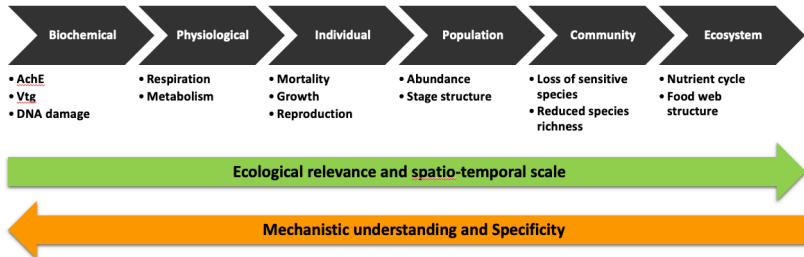 Biochemical
Physiological
Individual
Population
Community
Ecosystem
• AchE
• Vtg
• DNA damage
• Respiration
• Metabolism
• Mortality
• Growth
• Reproduction
• Abundance
• Stage structure
• Loss of sensitive
species
• Reduced species
richness
• Nutrient cycle
• Food web
structure
Ecological relevance and spatio-temporal scale
Mechanistic understanding and Specificity